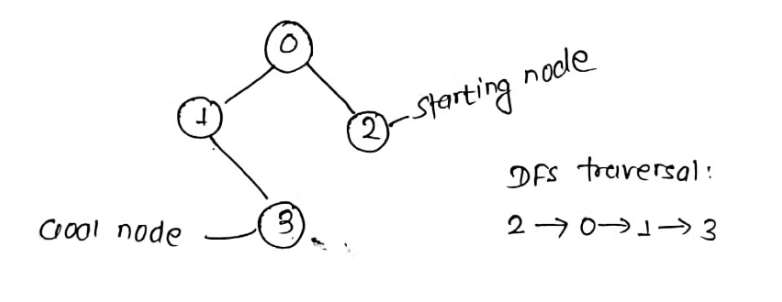 0
1
2
starting node
3
Goal node
DFS traversal:
2 → 0 → 1 → 3